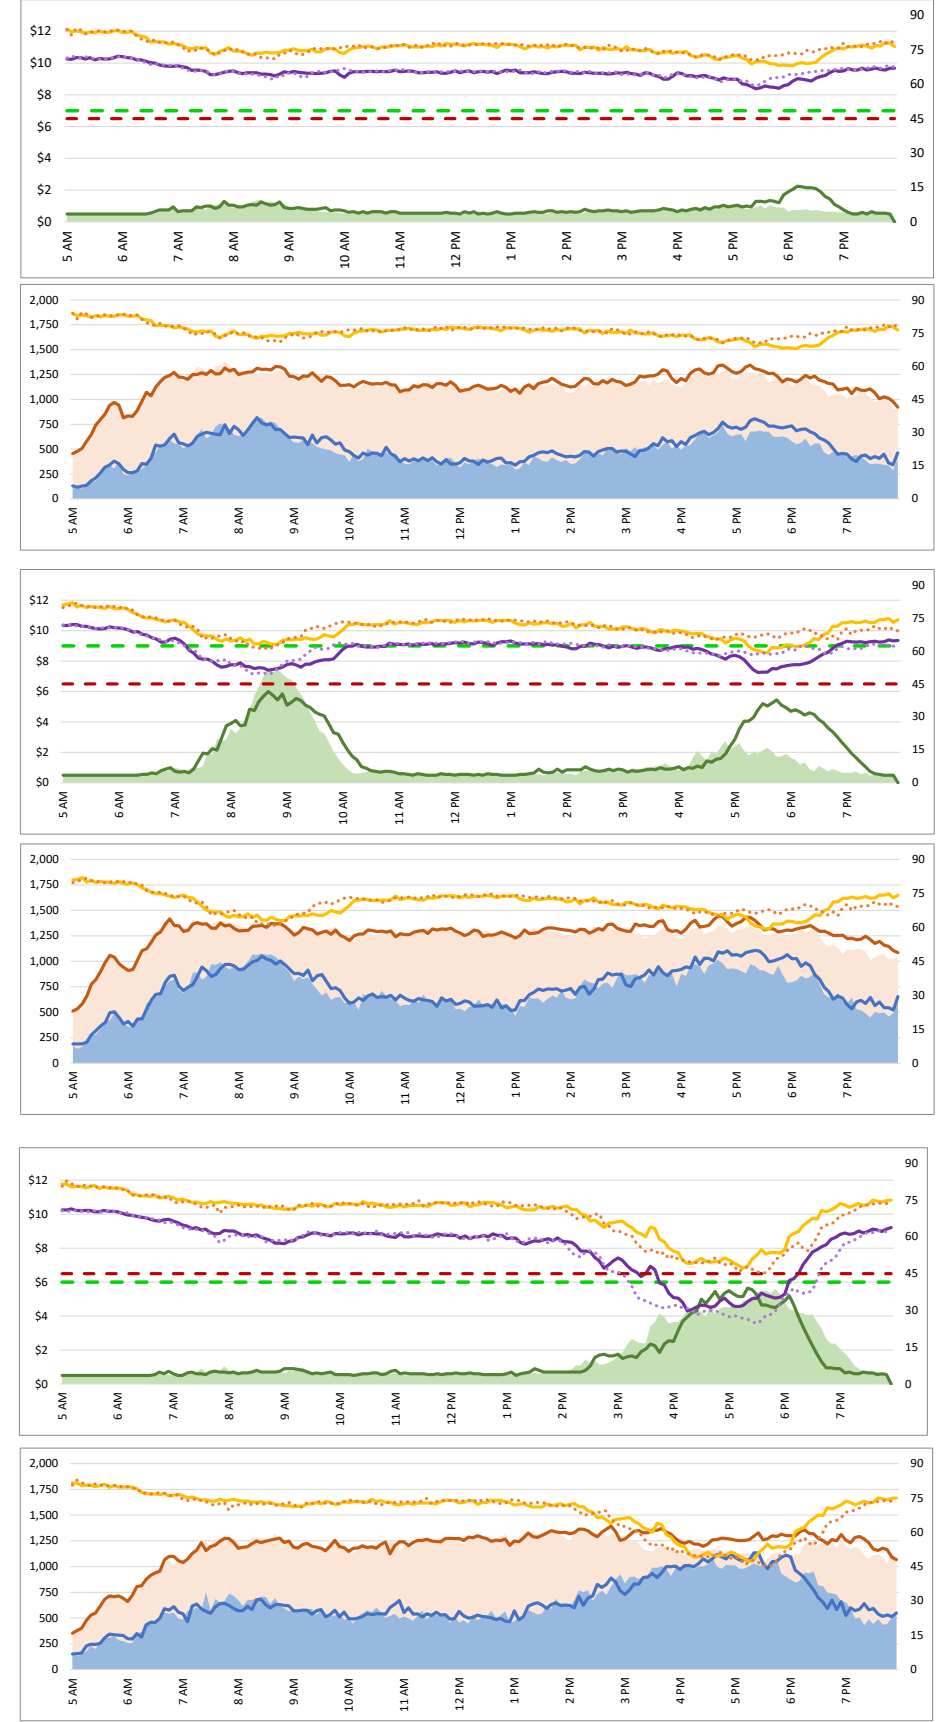 90
$12
75
$10
60
$8
$6
45
$4
30
$2
15
$0
0
5 AM
6 AM
7 AM
8 AM
9 AM
10 AM
11 AM
12 PM
1 PM
2 PM
3 PM
4 PM
5 PM
6 PM
7 PM
2,000
90
1,750
75
1,500
1,250
60
1,000
45
750
30
500
250
15
0
0
5 AM
6 AM
7 AM
8 AM
9 AM
10 AM
11 AM
12 PM
1 PM
2 PM
3 PM
4 PM
5 PM
6 PM
7 PM
90
$12
75
$10
60
$8
$6
45
$4
30
$2
15
$0
0
5 AM
6 AM
7 AM
8 AM
9 AM
10 AM
11 AM
12 PM
1 PM
2 PM
3 PM
4 PM
5 PM
6 PM
7 PM
2,000
90
1,750
75
1,500
1,250
60
1,000
45
750
30
500
250
15
0
0
5 AM
6 AM
7 AM
8 AM
9 AM
10 AM
11 AM
12 PM
1 PM
2 PM
3 PM
4 PM
5 PM
6 PM
7 PM
90
$12
75
$10
60
$8
$6
45
$4
30
$2
15
$0
0
5 AM
6 AM
7 AM
8 AM
9 AM
10 AM
11 AM
12 PM
1 PM
2 PM
3 PM
4 PM
5 PM
6 PM
7 PM
2,000
90
1,750
75
1,500
1,250
60
1,000
45
750
30
500
250
15
0
0
5 AM
6 AM
7 AM
8 AM
9 AM
10 AM
11 AM
12 PM
1 PM
2 PM
3 PM
4 PM
5 PM
6 PM
7 PM